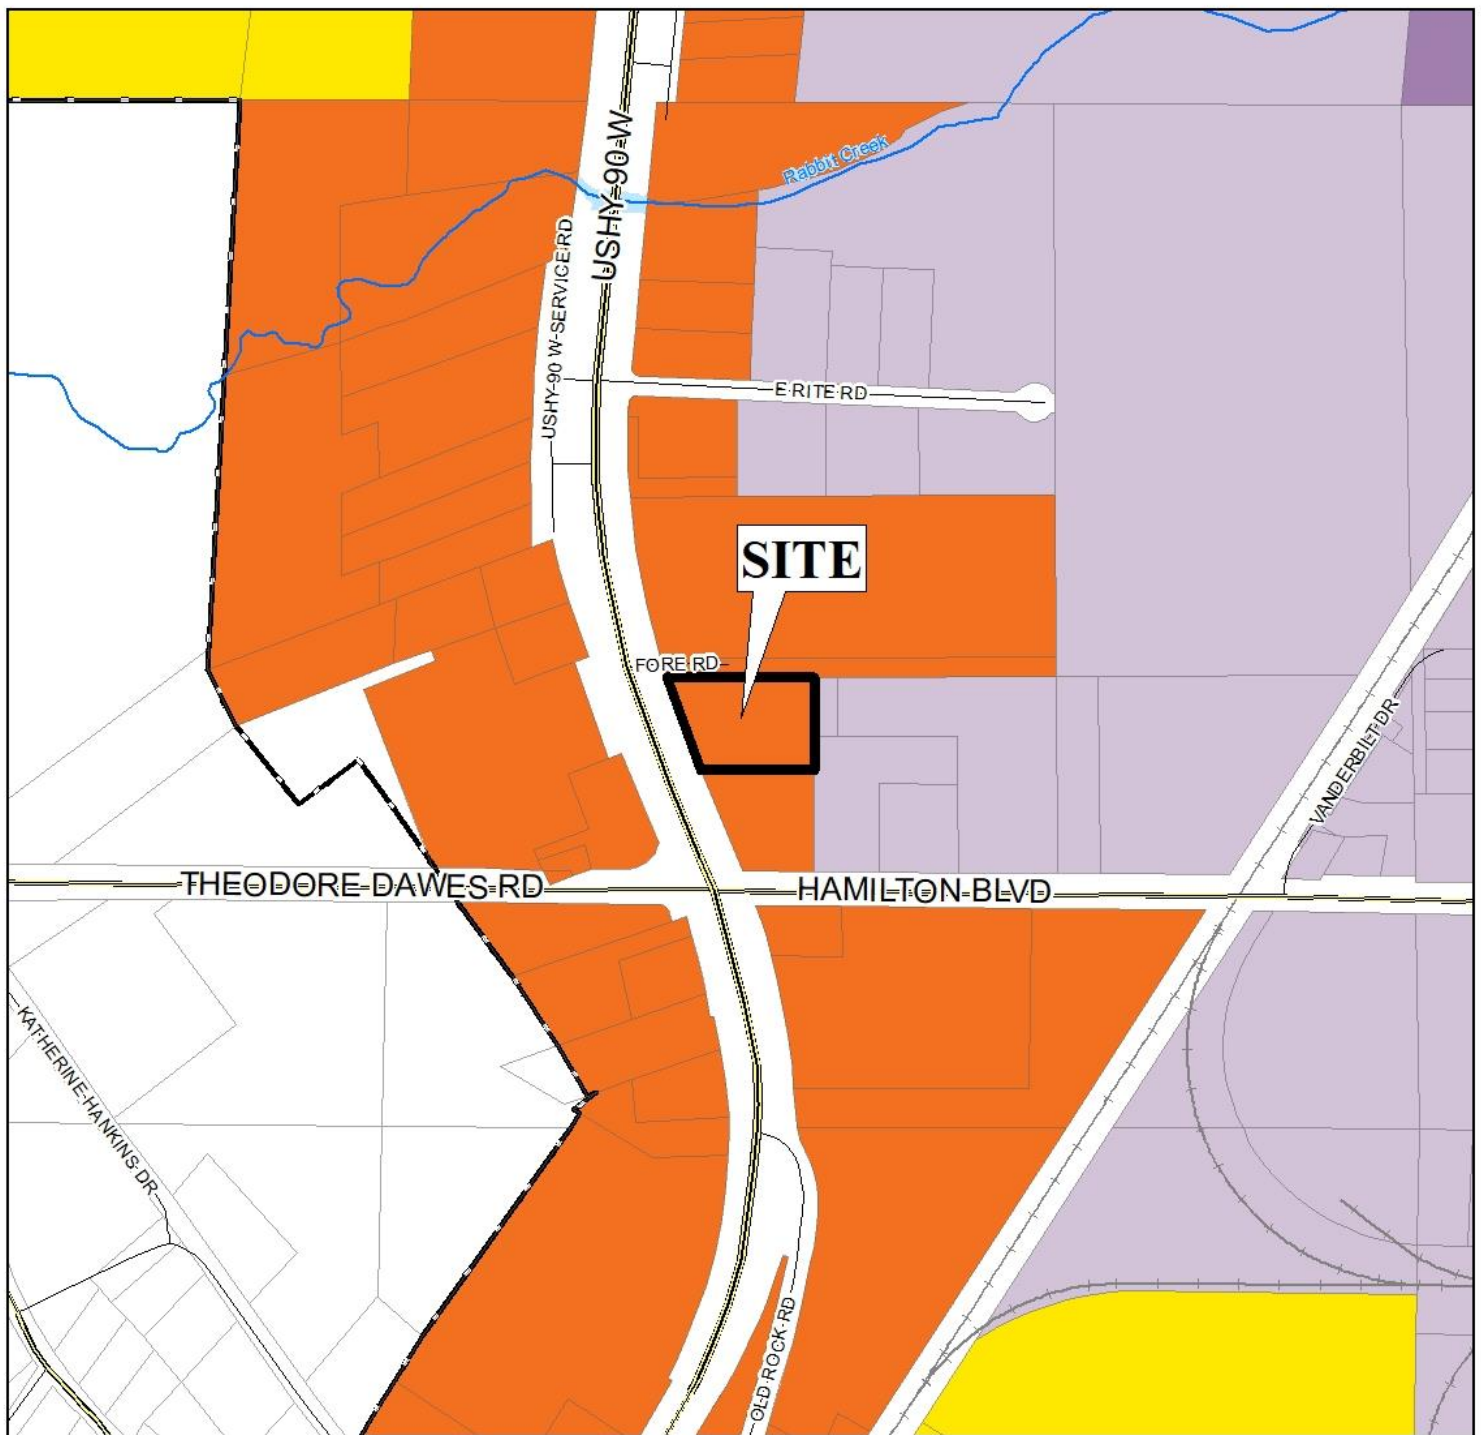 USHY-90-W
Rabbit Creek
USHY-90 W-SERVICE RD
E RITE RD
SITE
FORE RD
VANDERBILT DR
THEODORE DAWES RD
HAMILTON BLVD
KATHERINE HANKINS DR
OLD ROCK RD